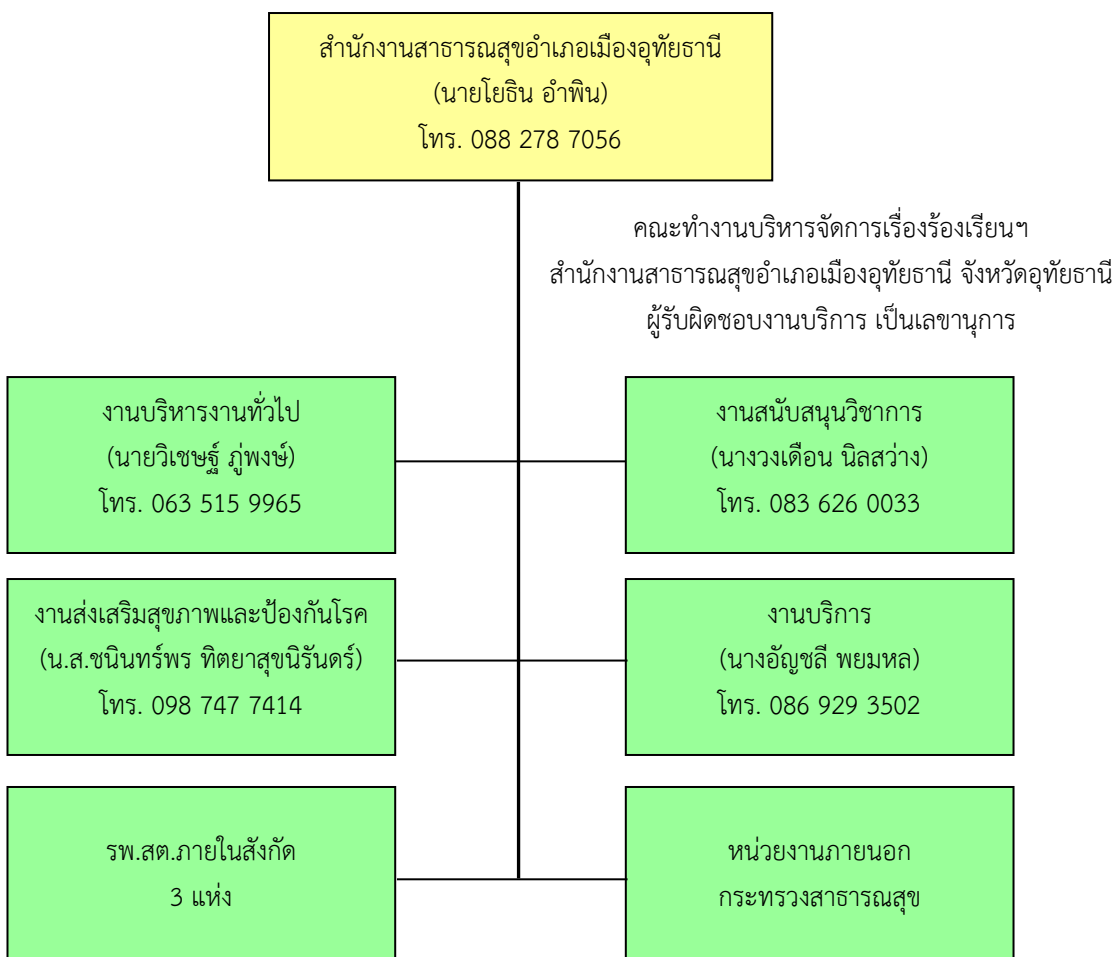 สำนักงานสาธารณสุขอำเภอเมืองอุทัยธานี
(นายโยธิน อำพิน)
โทร. 088 278 7056
คณะทำงานบริหารจัดการเรื่องร้องเรียนฯ
สำนักงานสาธารณสุขอำเภอเมืองอุทัยธานี จังหวัดอุทัยธานี
ผู้รับผิดชอบงานบริการ เป็นเลขานุการ
งานบริหารงานทั่วไป
(นายวิเชษฐ์ ภู่พงษ์)
โทร. 063 515 9965
งานสนับสนุนวิชาการ
(นางวงเดือน นิลสว่าง)
โทร. 083 626 0033
งานส่งเสริมสุขภาพและป้องกันโรค
(น.ส.ชนินทร์พร ทิตยาสุขนิรันดร์)
โทร. 098 747 7414
งานบริการ
(นางอัญชลี พยมหล)
โทร. 086 929 3502
รพ.สต.ภายในสังกัด
3 แห่ง
หน่วยงานภายนอก
กระทรวงสาธารณสุข